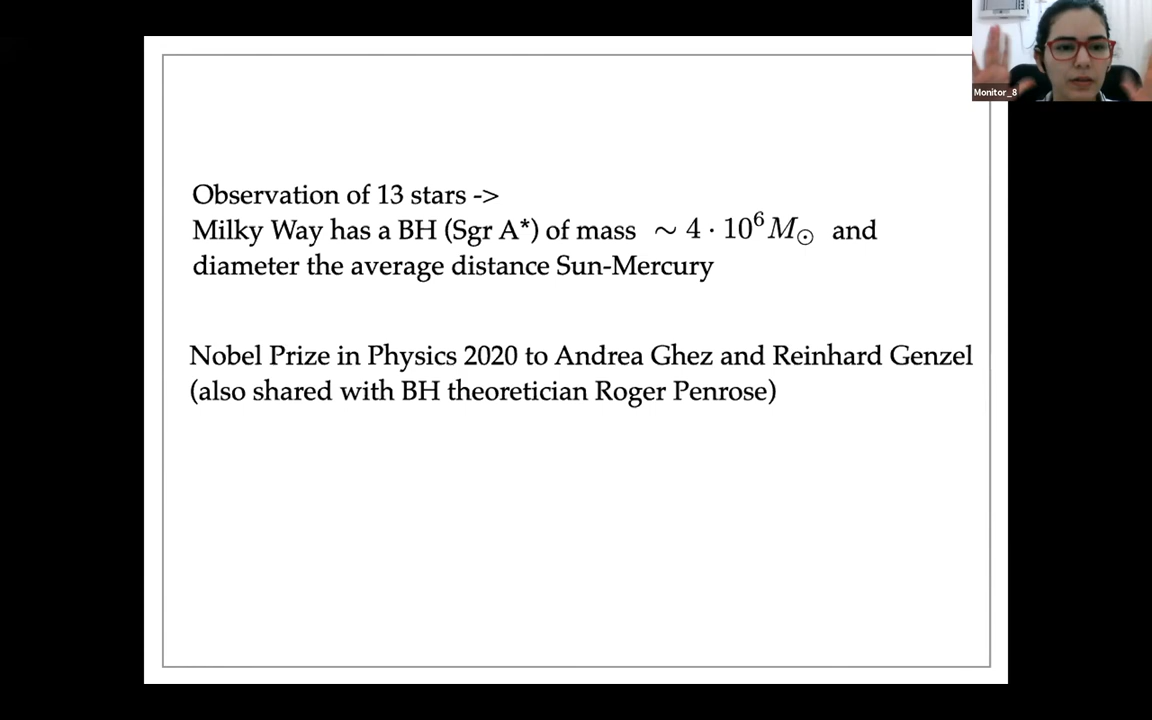 Monitor_8
Observation of 13 stars ->
Milky Way has a BH (Sgr A*) of mass ∼ 4 · 10⁶ M☉ and
diameter the average distance Sun-Mercury
Nobel Prize in Physics 2020 to Andrea Ghez and Reinhard Genzel
(also shared with BH theoretician Roger Penrose)